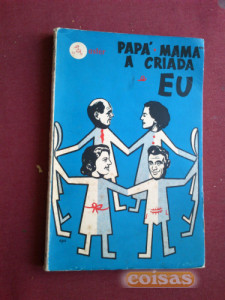 PAPÁ MAMÃ
A CRIADA
e EU
coisas